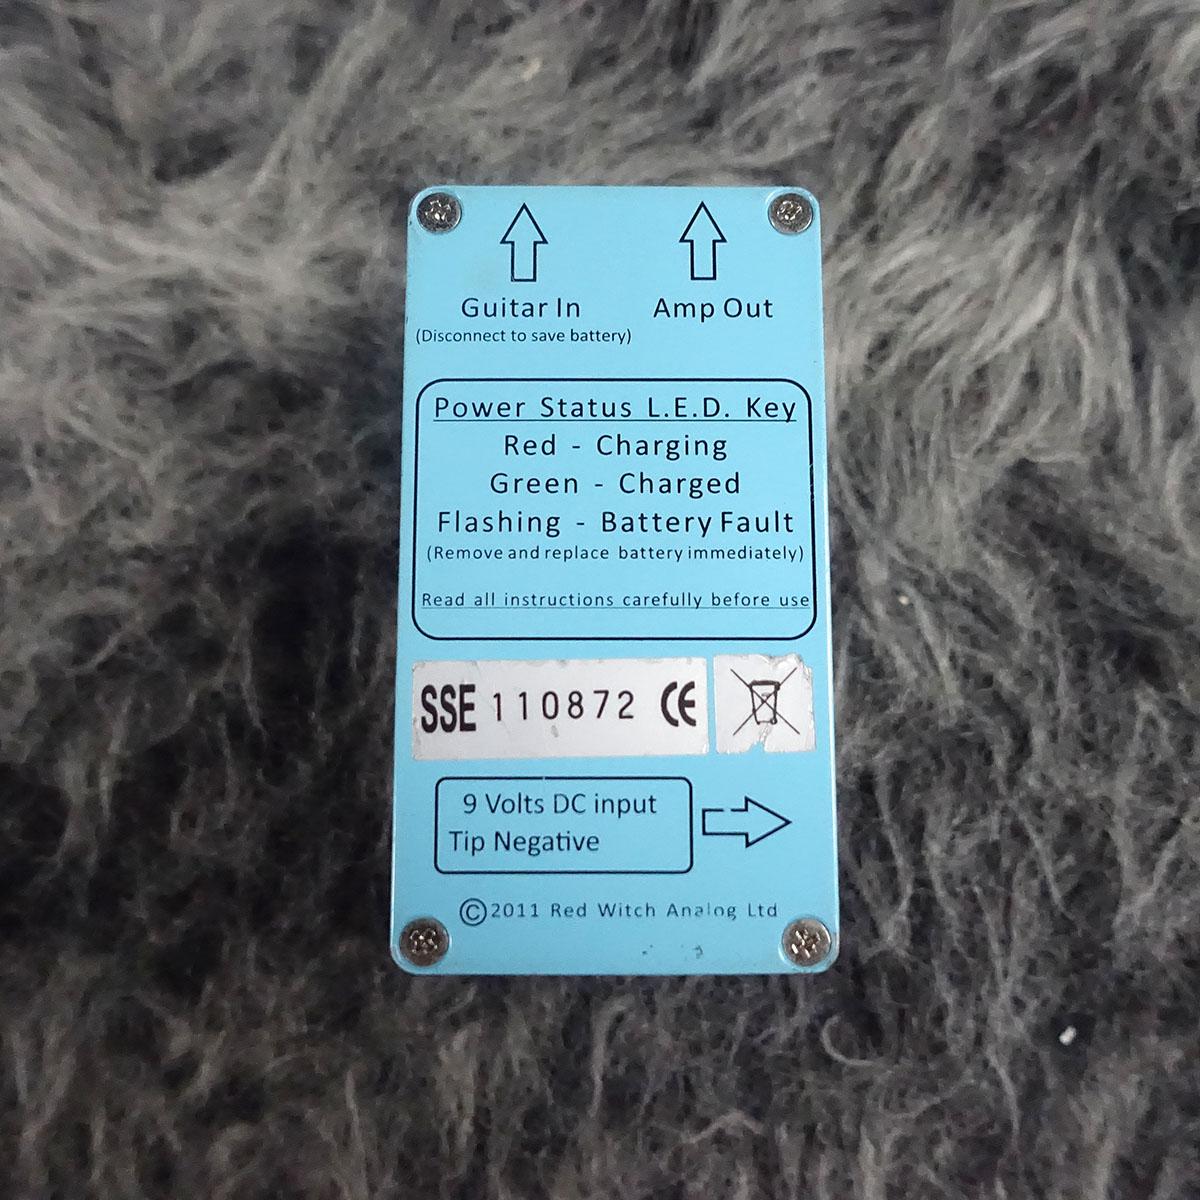 Guitar In Amp Out
(Disconnect to save battery)
Power Status L.E.D. Key
Red - Charging
Green - Charged
Flashing - Battery Fault
(Remove and replace battery immediately)
Read all instructions carefully before use
SSE 110872 CE
9 Volts DC input
Tip Negative
©2011 Red Witch Analog Ltd